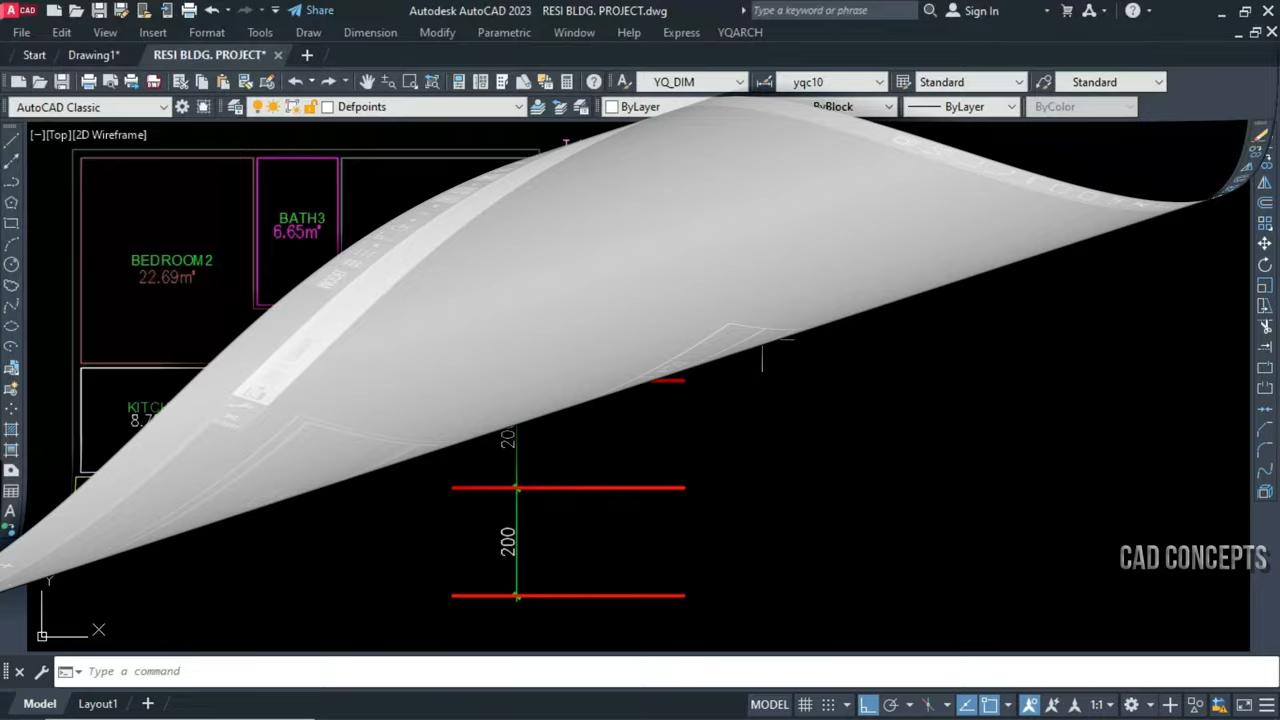 CAD
Share
Autodesk AutoCAD 2023 RESI BLDG. PROJECT.dwg
Type a keyword or phrase
Sign In
File Edit View Insert Format Tools Draw Dimension Modify Parametric Window Help Express YQARCH
Start Drawing1* RESI BLDG. PROJECT*
YQ_DIM yqc10 Standard Standard
AutoCAD Classic Defpoints ByLayer ByBlock ByLayer ByColor
[−][Top][2D Wireframe]
BATH3
6.65m²
BEDROOM2
22.69m²
200
CAD CONCEPTS
Y
X
Type a command
Model Layout1 MODEL 1:1